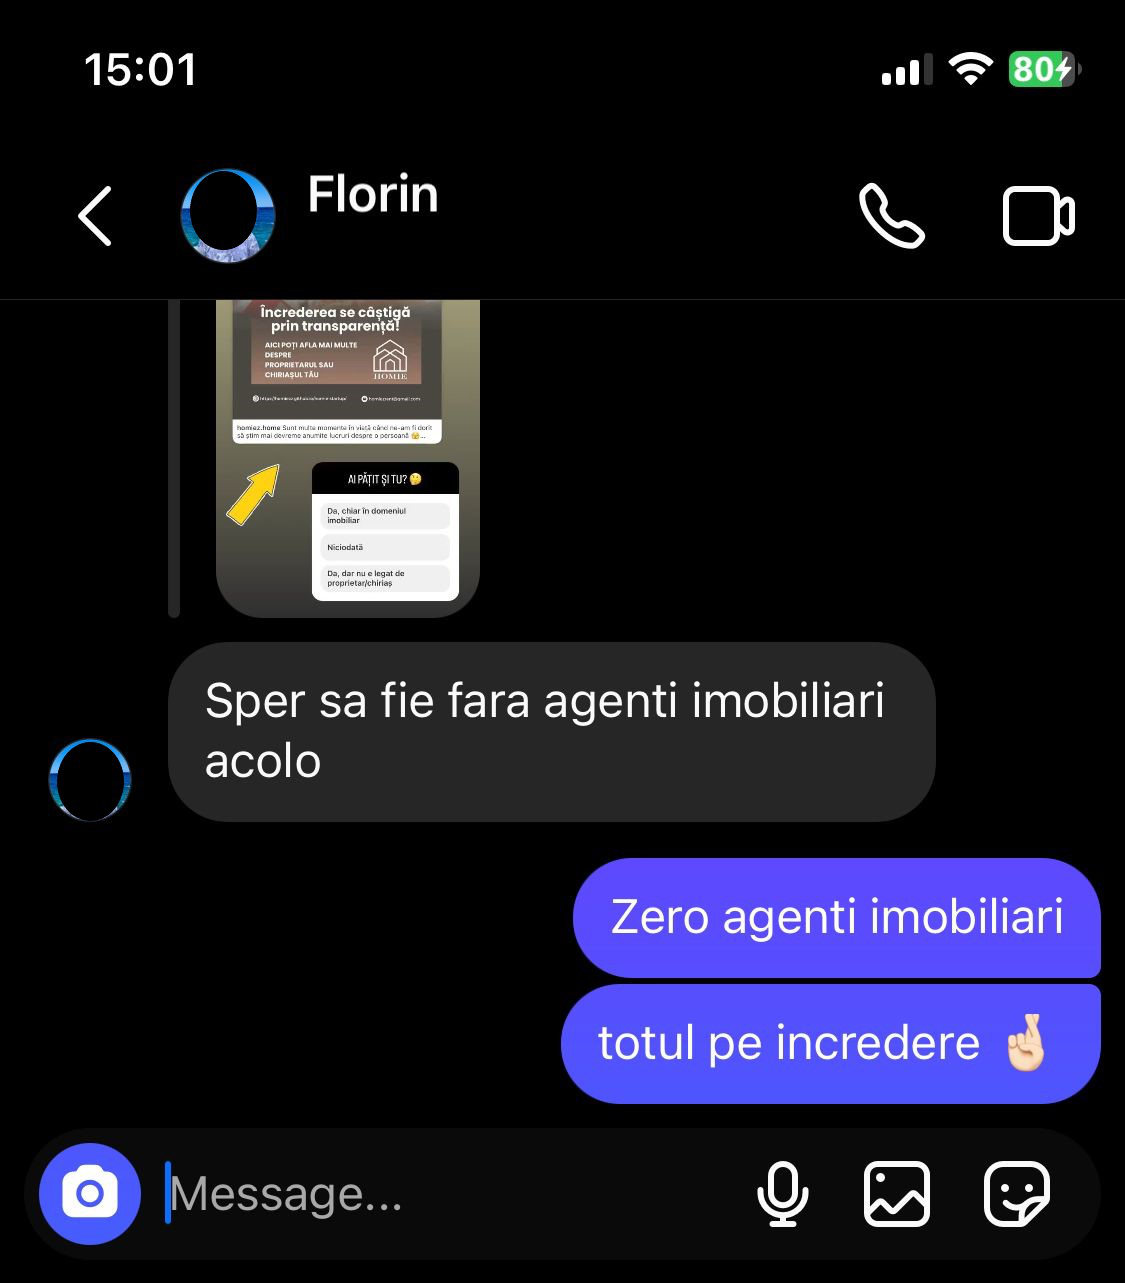 15:01
80
Florin
Încrederea se câștigă
prin transparență!
AICI POȚI AFLA MAI MULTE
DESPRE
PROPRIETARUL SAU
CHIRIAȘUL TĂU
HOMIE
homiez.home Sunt multe momente în viață când ne-am fi dorit
să știm mai devreme anumite lucruri despre o persoană 🫣...
AI PĂȚIT ȘI TU? 🤔
Da, chiar în domeniul
imobiliar
Niciodată
Da, dar nu e legat de
proprietar/chiriaș
Sper sa fie fara agenti imobiliari
acolo
Zero agenti imobiliari
totul pe incredere 🤞🏻
Message...